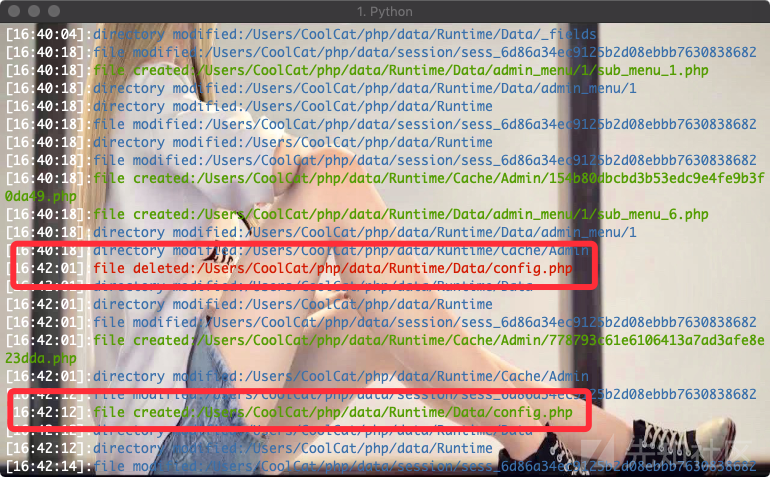 1. Python
[16:40:04]:directory modified:/Users/CoolCat/php/data/Runtime/Data/_fields
[16:40:18]:file modified:/Users/CoolCat/php/data/session/sess_6d86a34ec9125b2d08ebbb7630838682
[16:40:18]:file created:/Users/CoolCat/php/data/Runtime/Data/admin_menu/1/sub_menu_1.php
[16:40:18]:directory modified:/Users/CoolCat/php/data/Runtime/Data/admin_menu/1
[16:40:18]:directory modified:/Users/CoolCat/php/data/Runtime
[16:40:18]:file modified:/Users/CoolCat/php/data/session/sess_6d86a34ec9125b2d08ebbb7630838682
[16:40:18]:directory modified:/Users/CoolCat/php/data/Runtime
[16:40:18]:file modified:/Users/CoolCat/php/data/session/sess_6d86a34ec9125b2d08ebbb7630838682
[16:40:18]:file created:/Users/CoolCat/php/data/Runtime/Cache/Admin/154b80dbcbd3b53edc9e4fe9b3f
0da49.php
[16:40:18]:file created:/Users/CoolCat/php/data/Runtime/Data/admin_menu/1/sub_menu_6.php
[16:40:18]:directory modified:/Users/CoolCat/php/data/Runtime/Data/admin_menu/1
[16:40:18]:directory modified:/Users/CoolCat/php/data/Runtime/Cache/Admin
[16:42:01]:file deleted:/Users/CoolCat/php/data/Runtime/Data/config.php
[16:42:01]:directory modified:/Users/CoolCat/php/data/Runtime/Data
[16:42:01]:directory modified:/Users/CoolCat/php/data/Runtime
[16:42:01]:file modified:/Users/CoolCat/php/data/session/sess_6d86a34ec9125b2d08ebbb7630838682
[16:42:01]:file created:/Users/CoolCat/php/data/Runtime/Cache/Admin/778793c61e6106413a7ad3afe8e
23dda.php
[16:42:01]:directory modified:/Users/CoolCat/php/data/Runtime/Cache/Admin
[16:42:12]:file modified:/Users/CoolCat/php/data/session/sess_6d86a34ec9125b2d08ebbb7630838682
[16:42:12]:file created:/Users/CoolCat/php/data/Runtime/Data/config.php
[16:42:12]:directory modified:/Users/CoolCat/php/data/Runtime/Data
[16:42:12]:directory modified:/Users/CoolCat/php/data/Runtime
[16:42:14]:file modified:/Users/CoolCat/php/data/session/sess_6d86a34ec9125b2d08ebbb7630838682
先知社区